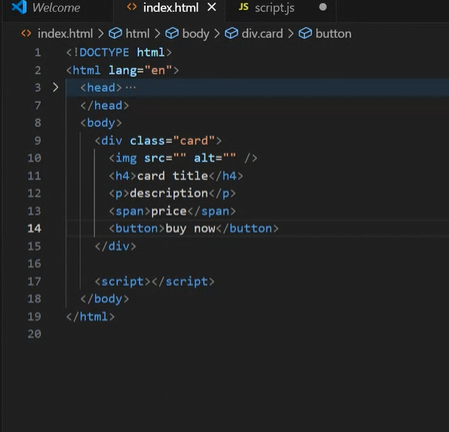 Welcome index.html JS script.js
index.html > html > body > div.card > button
1 <!DOCTYPE html>
2 <html lang="en">
3 <head>···
7 </head>
8 <body>
9 <div class="card">
10 <img src="" alt="" />
11 <h4>card title</h4>
12 <p>description</p>
13 <span>price</span>
14 <button>buy now</button>
15 </div>
16
17 <script></script>
18 </body>
19 </html>
20